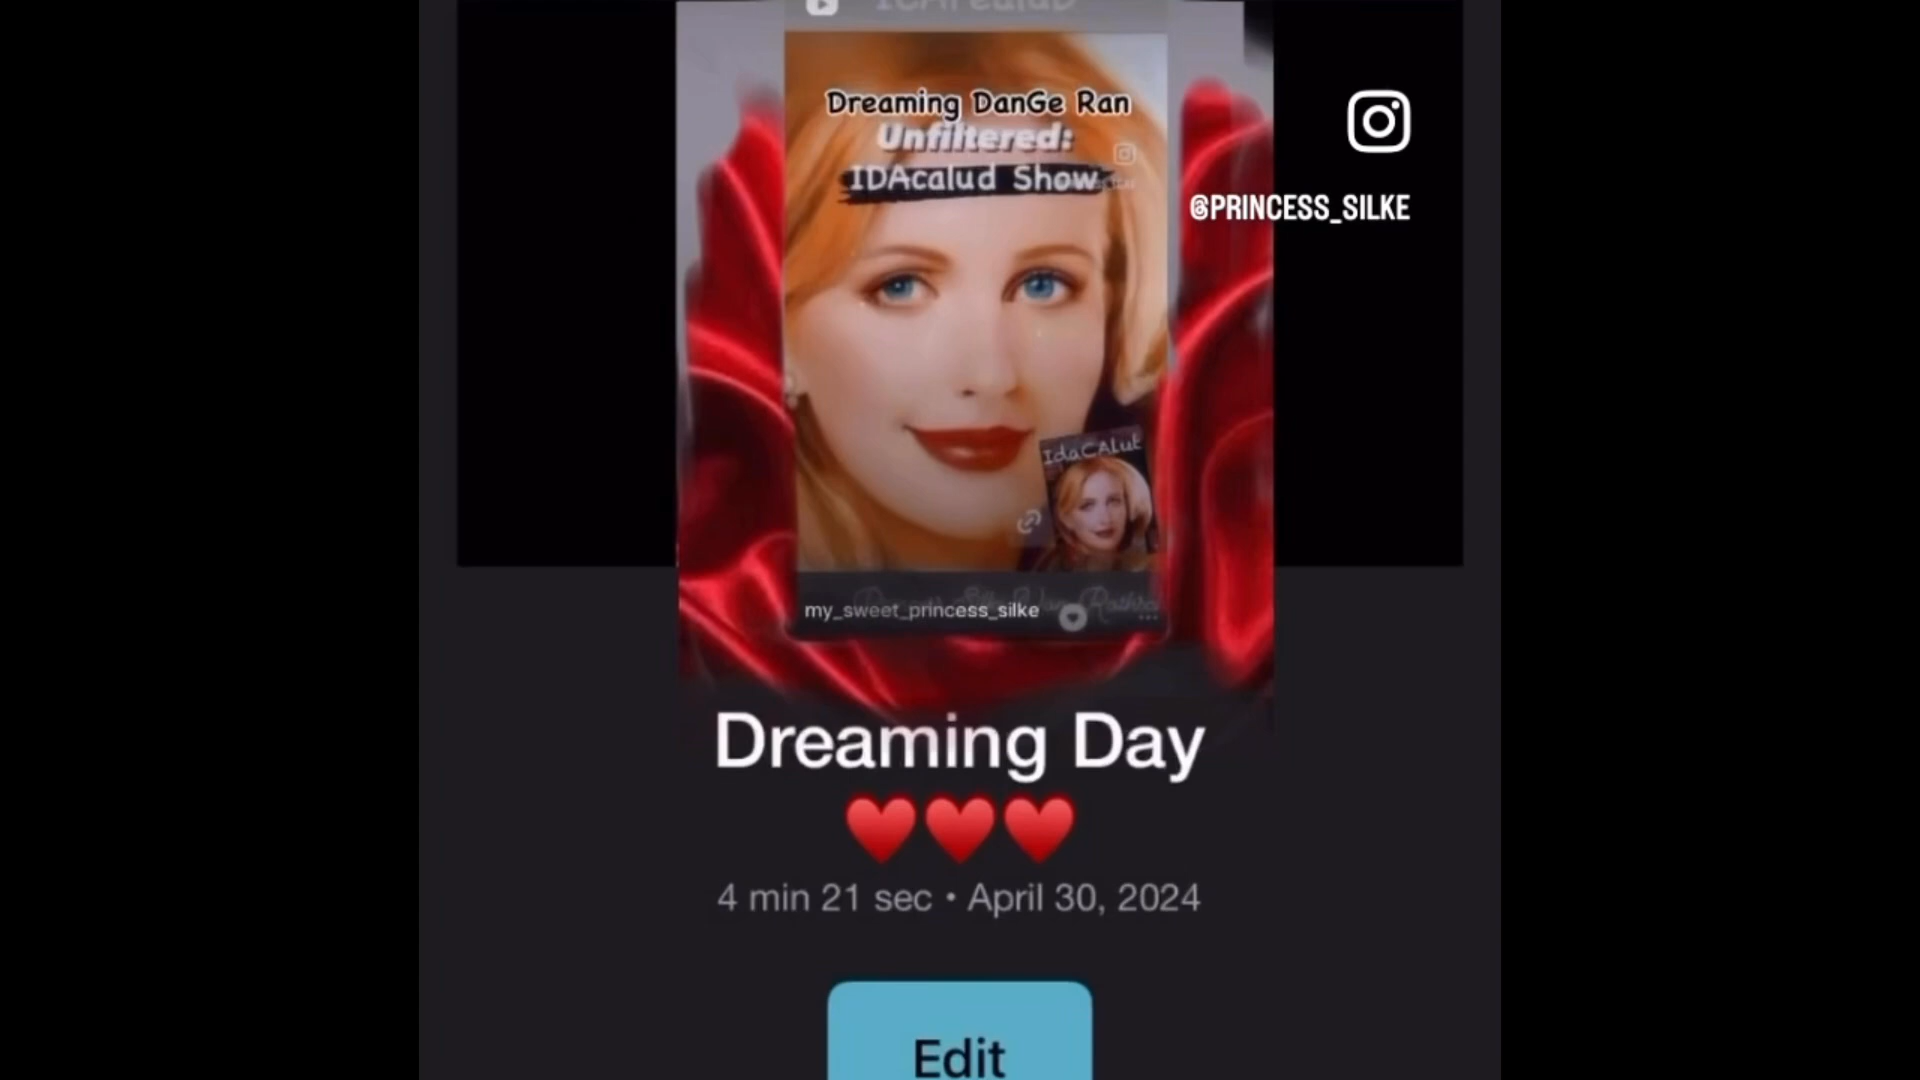 Dreaming DanGe Ran
Unfiltered:
IDAcalud Show
@PRINCESS_SILKE
IdaCALut
my_sweet_princess_silke
Dreaming Day
♥️♥️♥️
4 min 21 sec • April 30, 2024
Edit